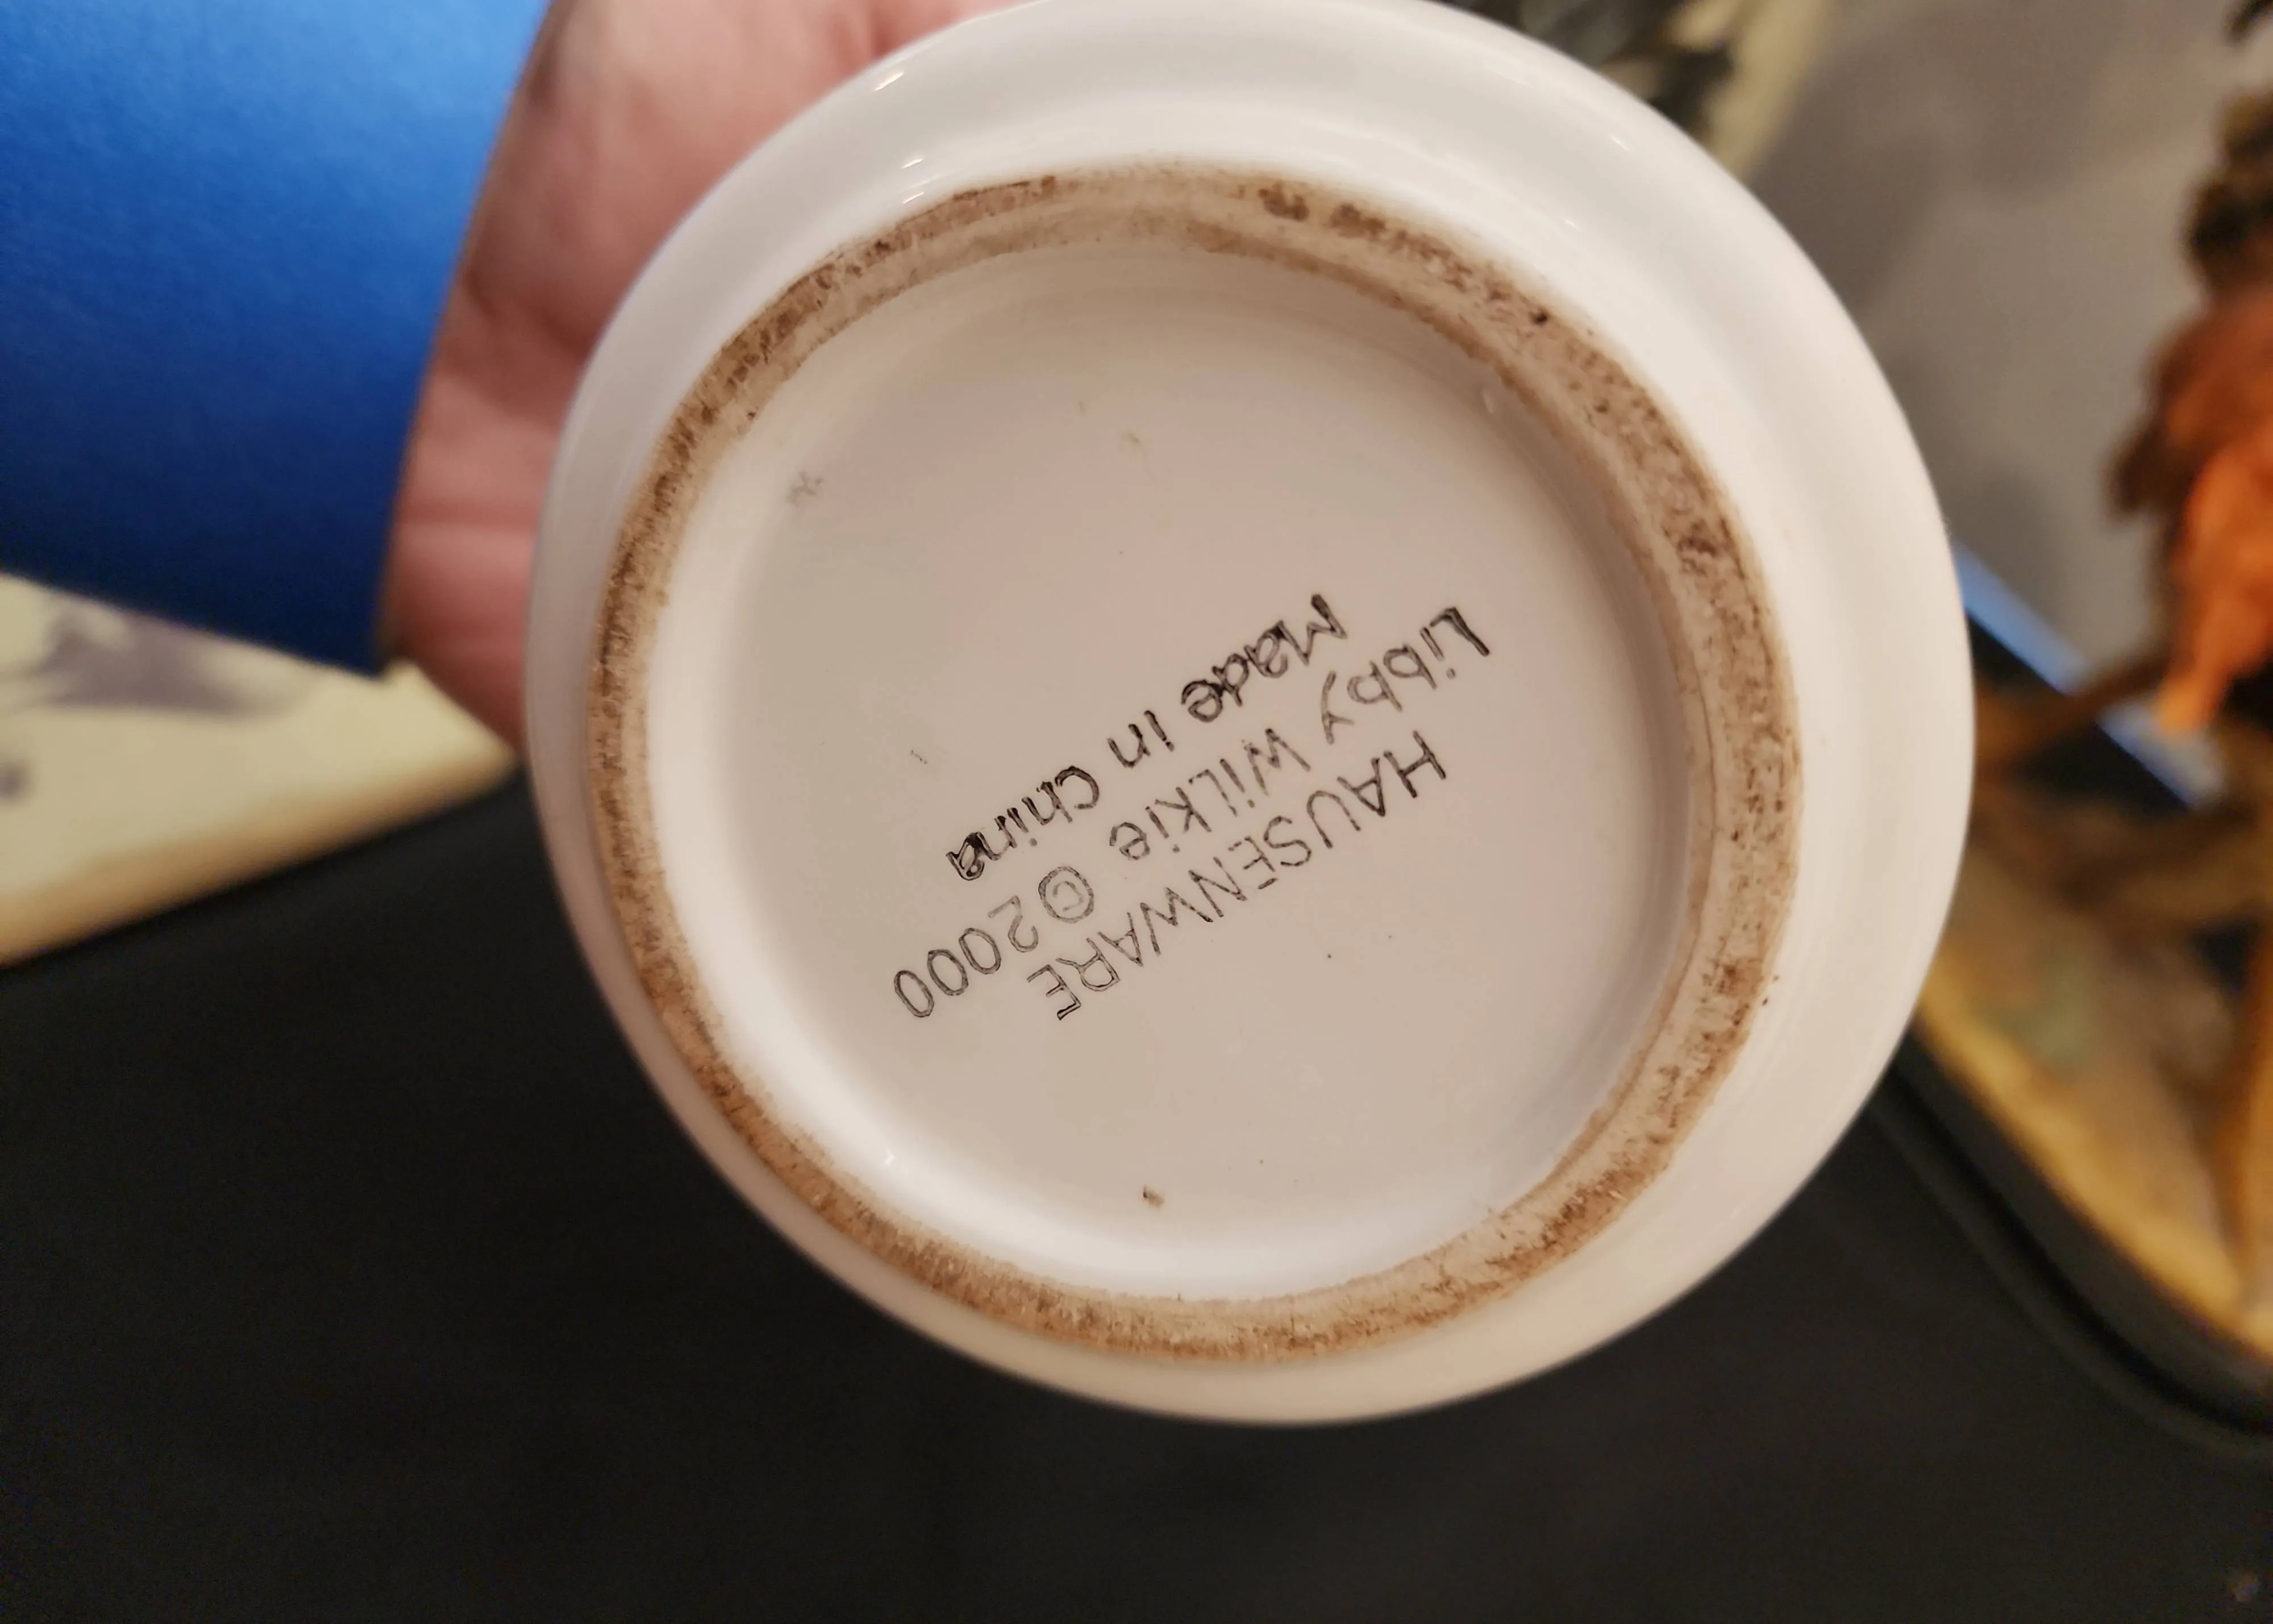 HAUSENWARE
Libby Wilkie ©2000
Made in China